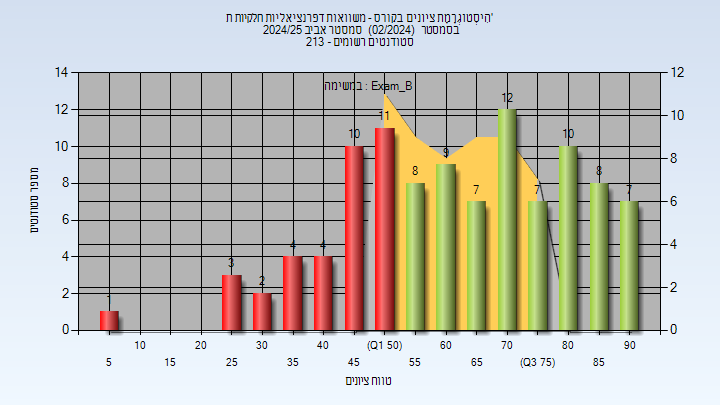 היסטוגרמת ציונים בקורס - משוואות דפרנציאליות חלקיות ת'
בסמסטר (02/2024) סמסטר אביב 2024/25
סטודנטים רשומים - 213
במשימה : Exam_B
מספר סטודנטים
14 12 10 8 6 4 2 0
12 10 8 6 4 2 0
1 3 2 4 4 10 11 8 9 7 12 7 10 8 7
10 20 30 40 (Q1 50) 60 70 80 90
5 15 25 35 45 55 65 (Q3 75) 85
טווח ציונים